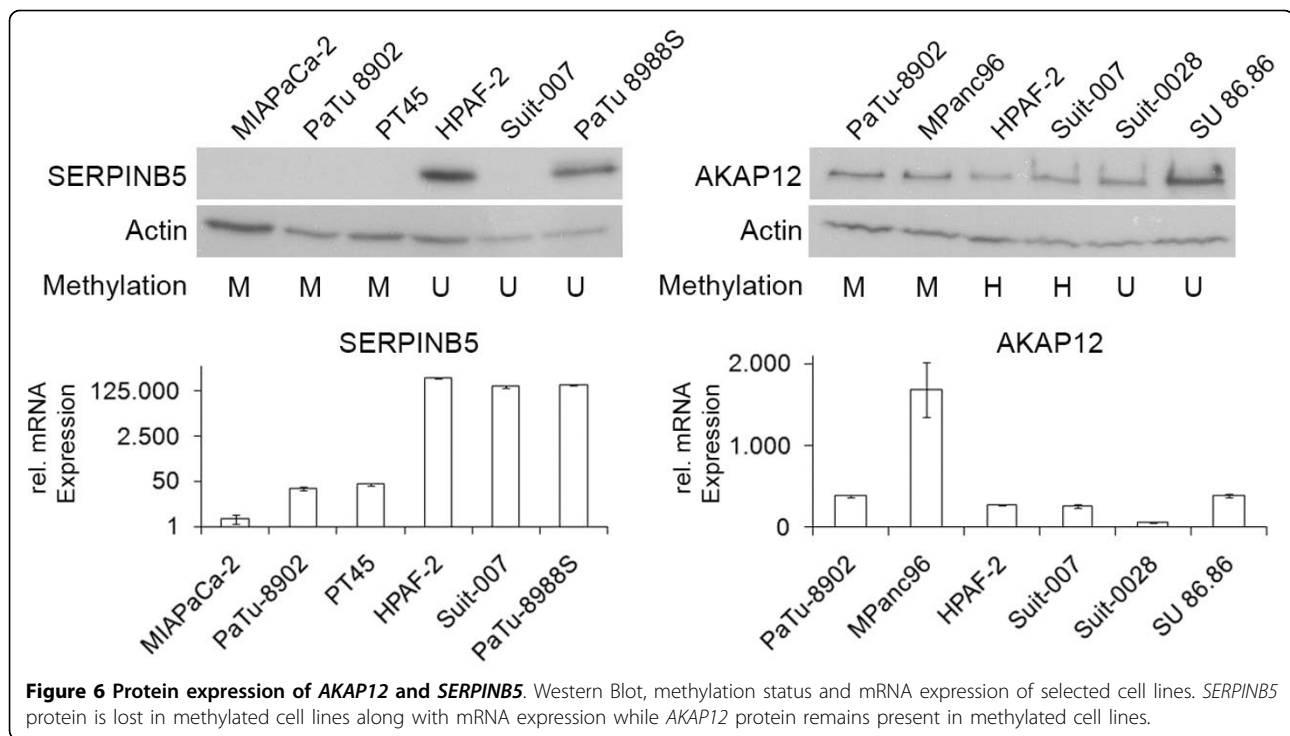 MIAPaCa-2
PaTu 8902
PT45
HPAF-2
Suit-007
PaTu 8988S
SERPINB5
Actin
Methylation M M M U U U
SERPINB5
rel. mRNA
Expression
125.000
2.500
50
1
MIAPaCa-2
PaTu-8902
PT45
HPAF-2
Suit-007
PaTu-8988S
PaTu-8902
MPanc96
HPAF-2
Suit-007
Suit-0028
SU 86.86
AKAP12
Actin
Methylation M M H H U U
AKAP12
rel. mRNA
Expression
2.000
1.000
0
PaTu-8902
MPanc96
HPAF-2
Suit-007
Suit-0028
SU 86.86
Figure 6 Protein expression of AKAP12 and SERPINB5. Western Blot, methylation status and mRNA expression of selected cell lines. SERPINB5
protein is lost in methylated cell lines along with mRNA expression while AKAP12 protein remains present in methylated cell lines.